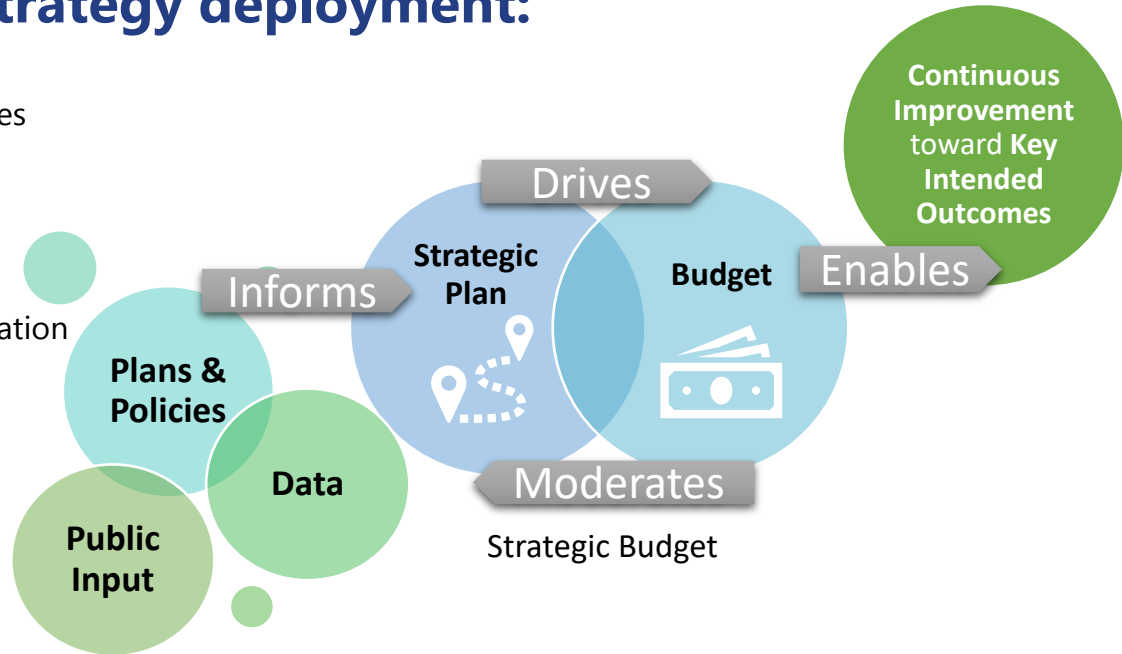 trategy deployment:
es
ation
Continuous
Improvement
toward Key
Intended
Outcomes
Drives
Strategic
Plan
Budget
Enables
Informs
Plans &
Policies
Data
Public
Input
Moderates
Strategic Budget